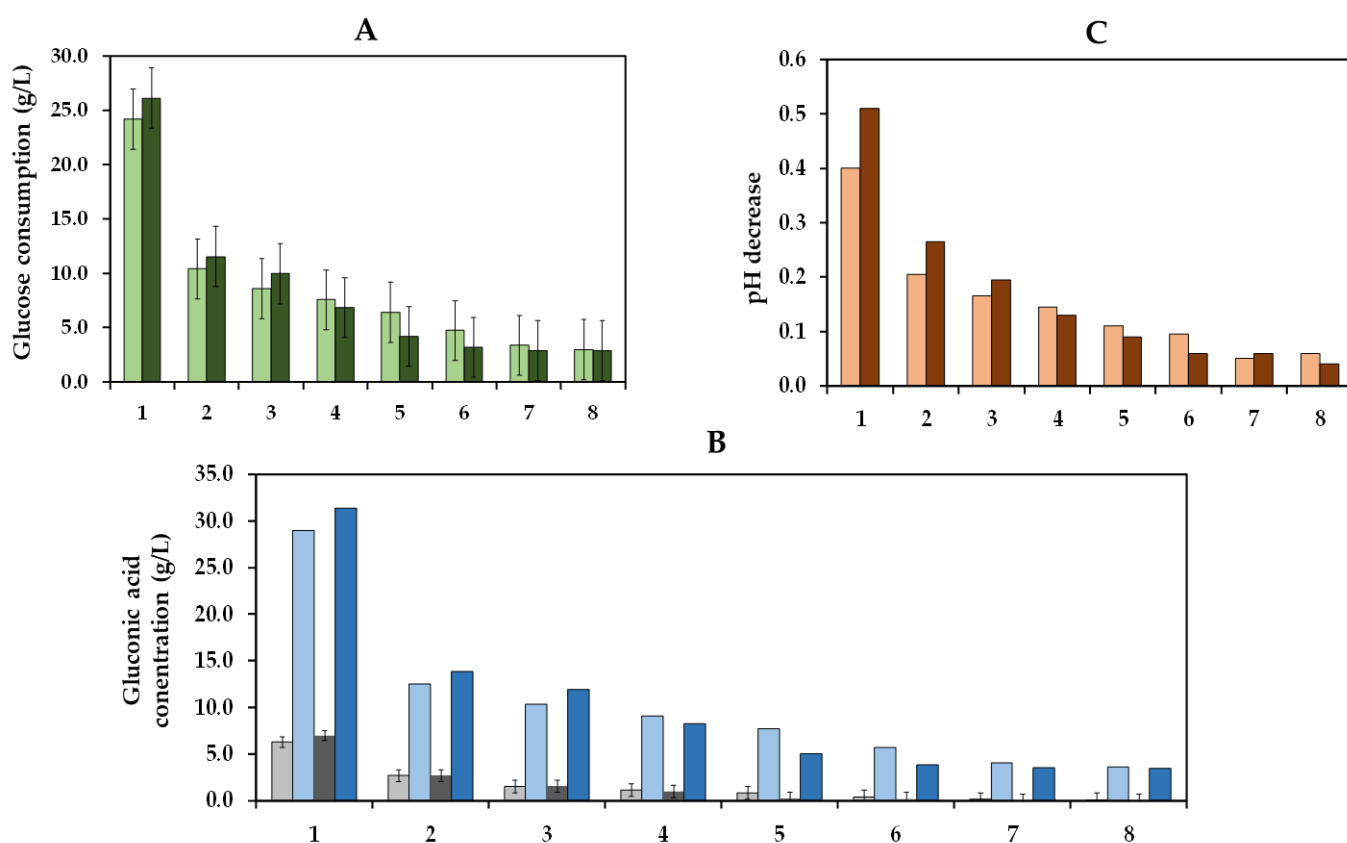 A
Glucose consumption (g/L)
30.0
25.0
20.0
15.0
10.0
5.0
0.0
1 2 3 4 5 6 7 8
C
pH decrease
0.6
0.5
0.4
0.3
0.2
0.1
0.0
1 2 3 4 5 6 7 8
B
Gluconic acid
conentration (g/L)
35.0
30.0
25.0
20.0
15.0
10.0
5.0
0.0
1 2 3 4 5 6 7 8